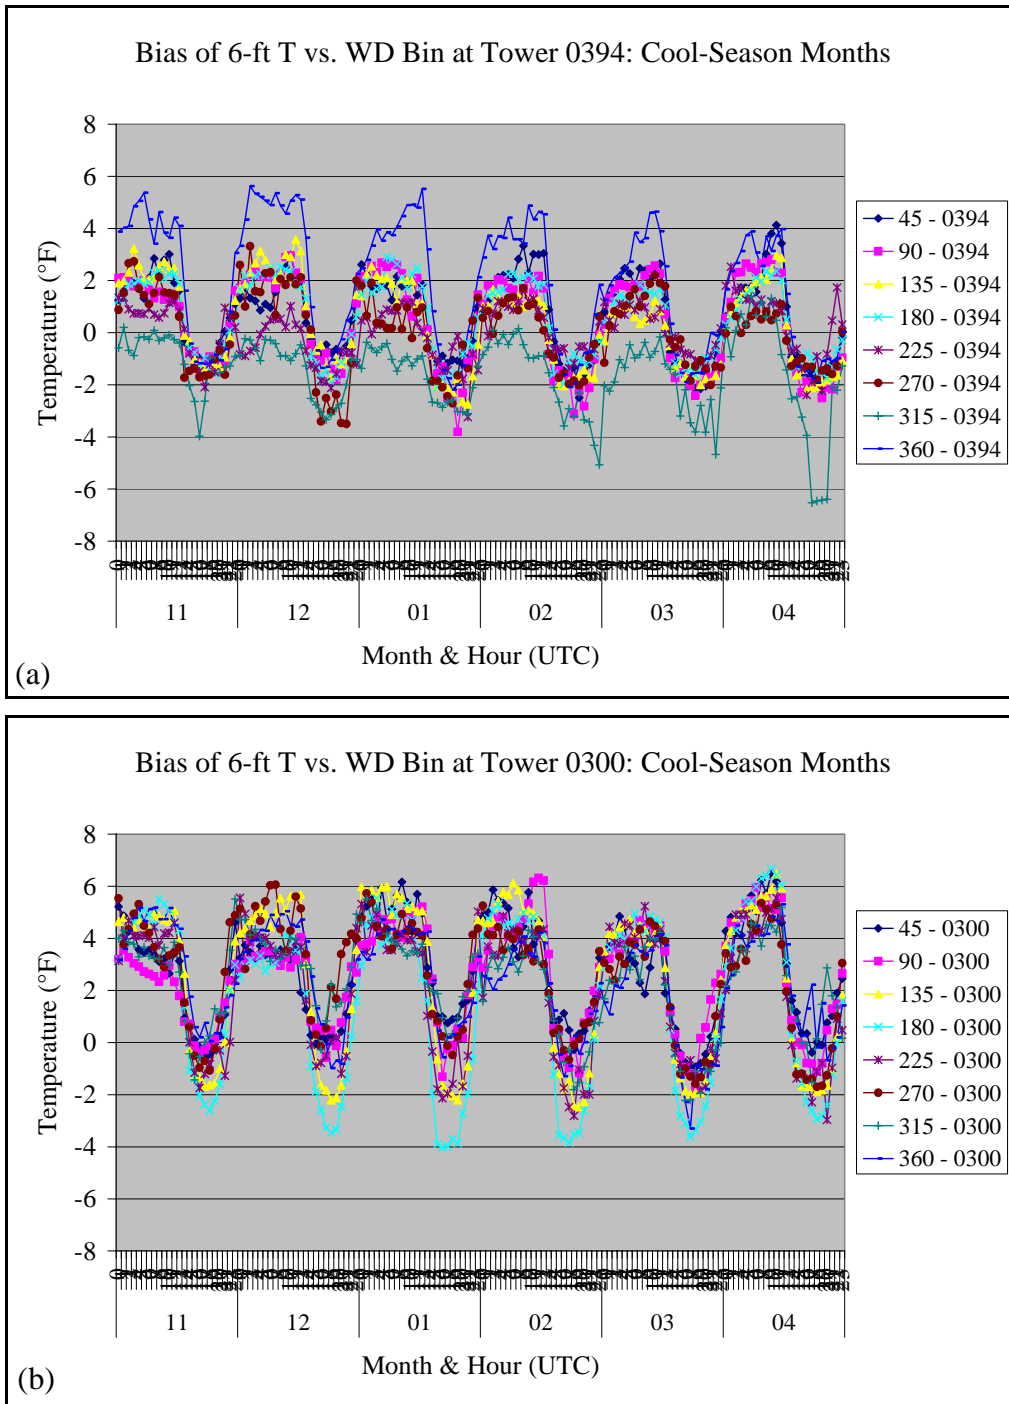 Bias of 6-ft T vs. WD Bin at Tower 0394: Cool-Season Months
8
6
4
2
0
-2
-4
-6
-8
Temperature (°F)
11 12 01 02 03 04
Month & Hour (UTC)
45 - 0394
90 - 0394
135 - 0394
180 - 0394
225 - 0394
270 - 0394
315 - 0394
360 - 0394
(a)
Bias of 6-ft T vs. WD Bin at Tower 0300: Cool-Season Months
8
6
4
2
0
-2
-4
-6
-8
Temperature (°F)
11 12 01 02 03 04
Month & Hour (UTC)
45 - 0300
90 - 0300
135 - 0300
180 - 0300
225 - 0300
270 - 0300
315 - 0300
360 - 0300
(b)